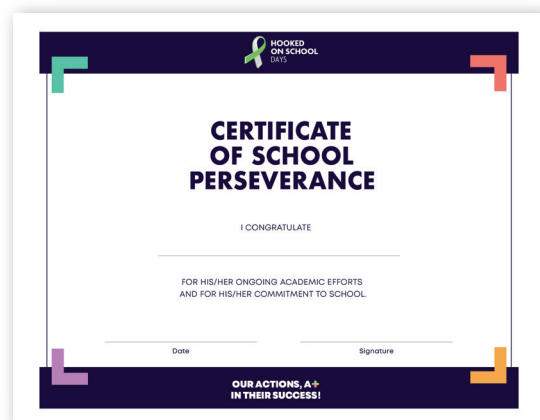 HOOKED
ON SCHOOL
DAYS
CERTIFICATE
OF SCHOOL
PERSEVERANCE
I CONGRATULATE
FOR HIS/HER ONGOING ACADEMIC EFFORTS
AND FOR HIS/HER COMMITMENT TO SCHOOL.
Date
Signature
OUR ACTIONS, A+
IN THEIR SUCCESS!